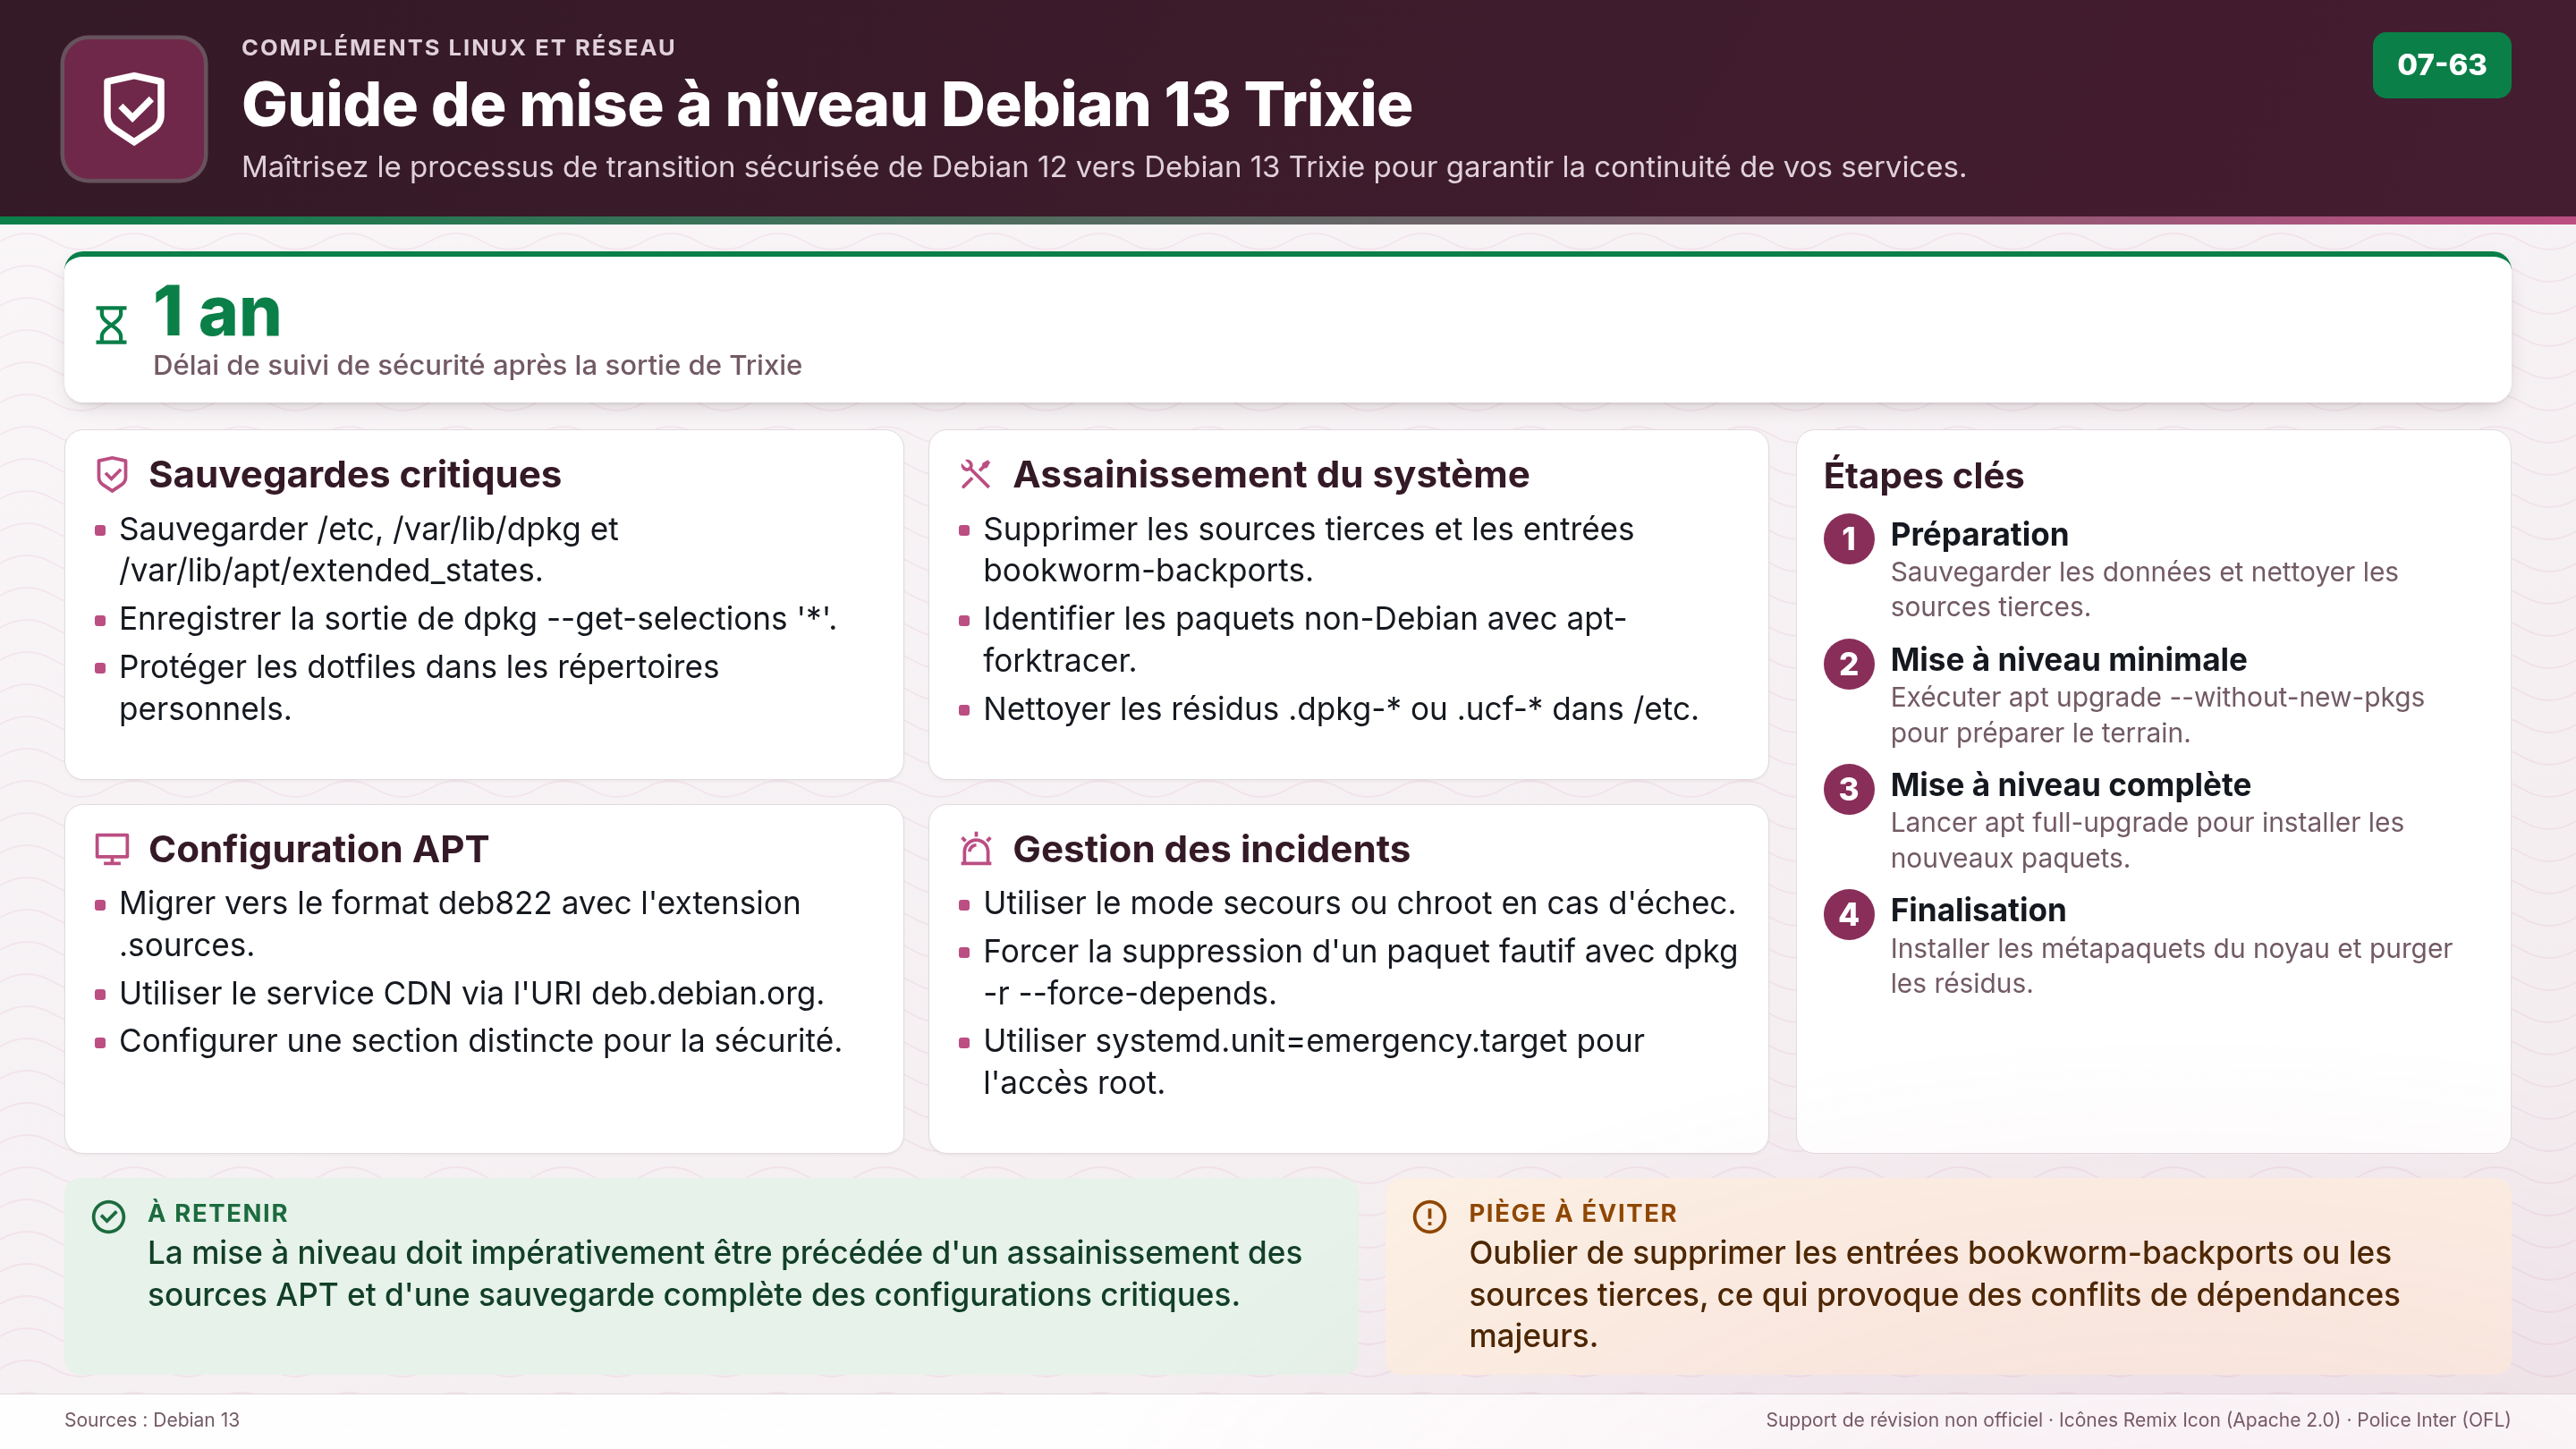 COMPLÉMENTS LINUX ET RÉSEAU
Guide de mise à niveau Debian 13 Trixie
Maîtrisez le processus de transition sécurisée de Debian 12 vers Debian 13 Trixie pour garantir la continuité de vos services.
07-63
1 an
Délai de suivi de sécurité après la sortie de Trixie
Sauvegardes critiques
Sauvegarder /etc, /var/lib/dpkg et
/var/lib/apt/extended_states.
Enregistrer la sortie de dpkg --get-selections '*'.
Protéger les dotfiles dans les répertoires
personnels.
Assainissement du système
Supprimer les sources tierces et les entrées
bookworm-backports.
Identifier les paquets non-Debian avec apt-
forktracer.
Nettoyer les résidus .dpkg-* ou .ucf-* dans /etc.
Configuration APT
Migrer vers le format deb822 avec l'extension
.sources.
Utiliser le service CDN via l'URI deb.debian.org.
Configurer une section distincte pour la sécurité.
Gestion des incidents
Utiliser le mode secours ou chroot en cas d'échec.
Forcer la suppression d'un paquet fautif avec dpkg
-r --force-depends.
Utiliser systemd.unit=emergency.target pour
l'accès root.
Étapes clés
1
Préparation
Sauvegarder les données et nettoyer les
sources tierces.
2
Mise à niveau minimale
Exécuter apt upgrade --without-new-pkgs
pour préparer le terrain.
3
Mise à niveau complète
Lancer apt full-upgrade pour installer les
nouveaux paquets.
4
Finalisation
Installer les métapaquets du noyau et purger
les résidus.
À RETENIR
La mise à niveau doit impérativement être précédée d'un assainissement des
sources APT et d'une sauvegarde complète des configurations critiques.
PIÈGE À ÉVITER
Oublier de supprimer les entrées bookworm-backports ou les
sources tierces, ce qui provoque des conflits de dépendances
majeurs.
Sources : Debian 13
Support de révision non officiel · Icônes Remix Icon (Apache 2.0) · Police Inter (OFL)